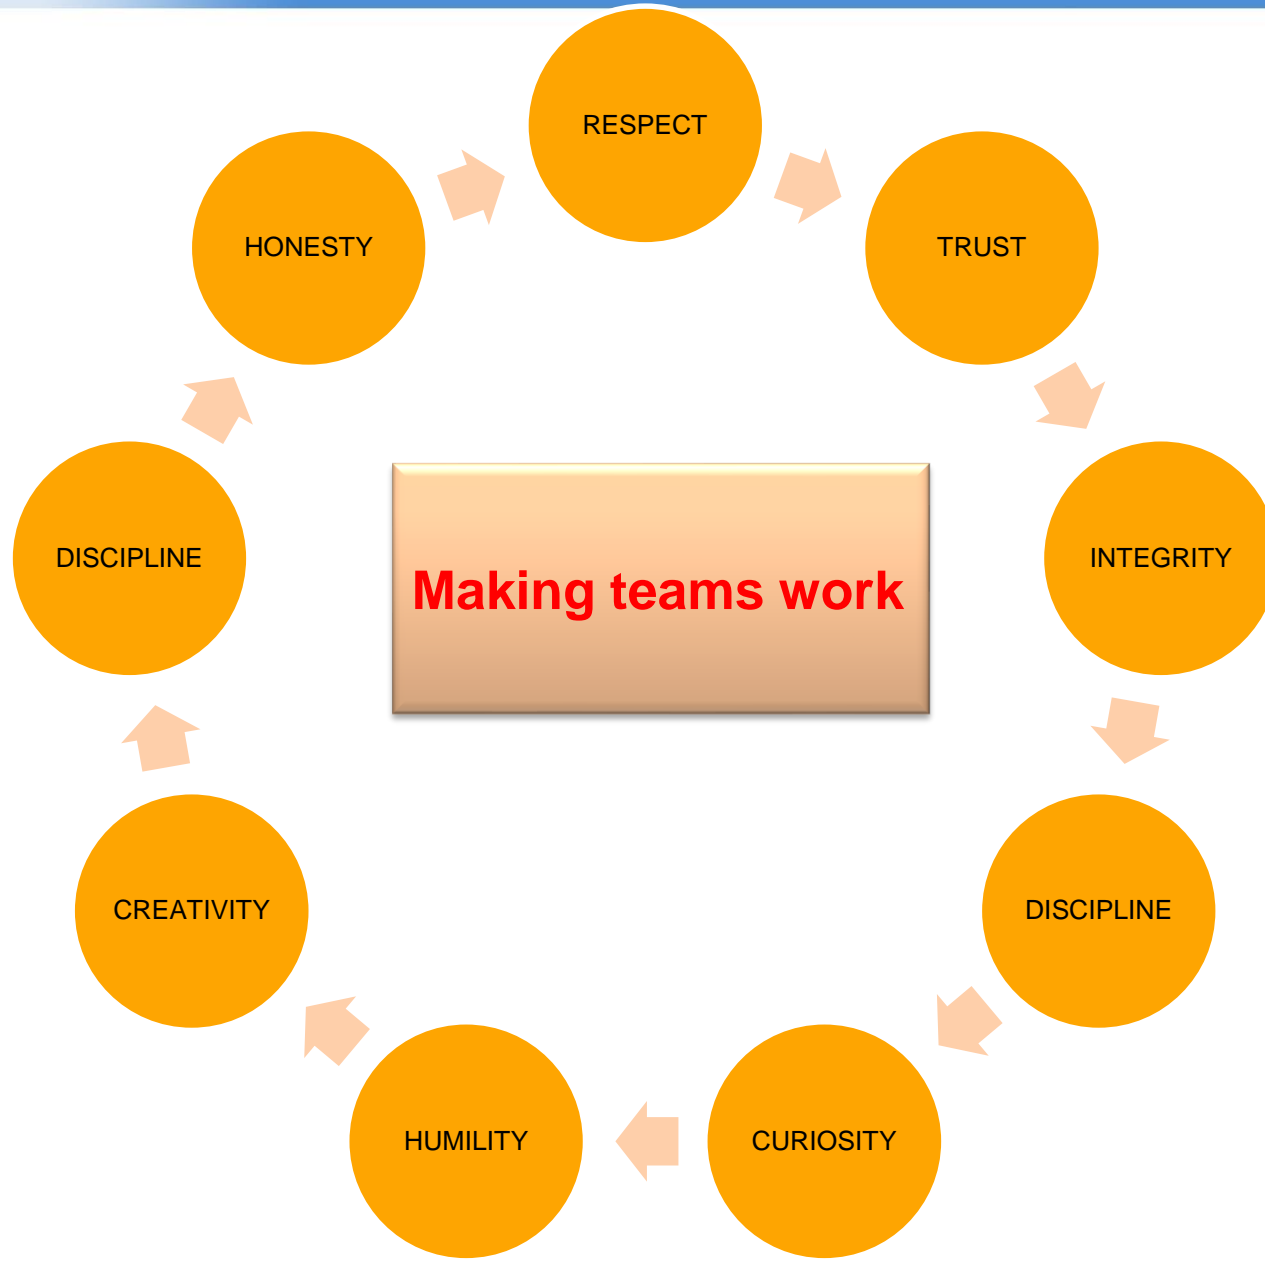 RESPECT
TRUST
INTEGRITY
DISCIPLINE
CURIOSITY
HUMILITY
CREATIVITY
DISCIPLINE
HONESTY
Making teams work